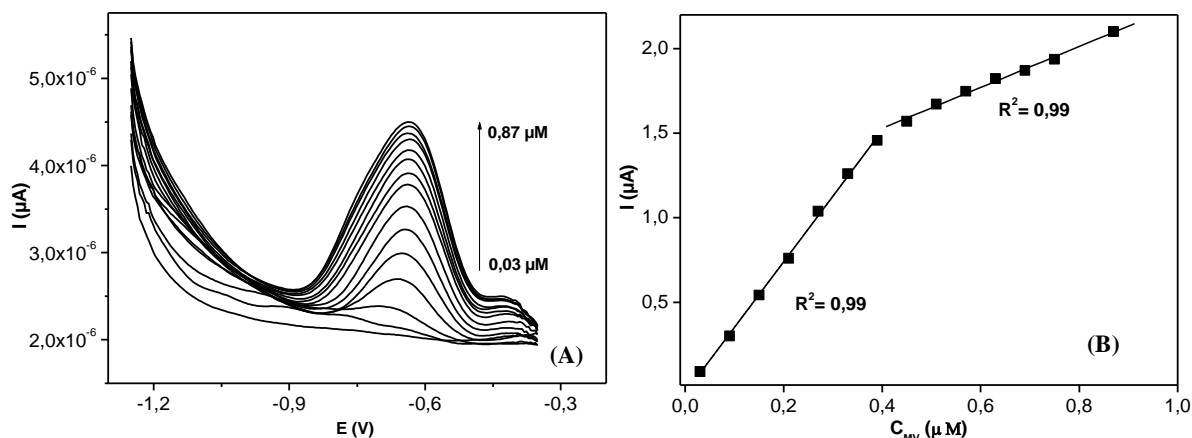 5,0x10⁻⁶
4,0x10⁻⁶
3,0x10⁻⁶
2,0x10⁻⁶
I (µA)
0,87 µM
0,03 µM
(A)
-1,2 -0,9 -0,6 -0,3
E (V)
2,0
1,5
1,0
0,5
I (µA)
R²= 0,99
R²= 0,99
(B)
0,0 0,2 0,4 0,6 0,8 1,0
C_MV (µ M)